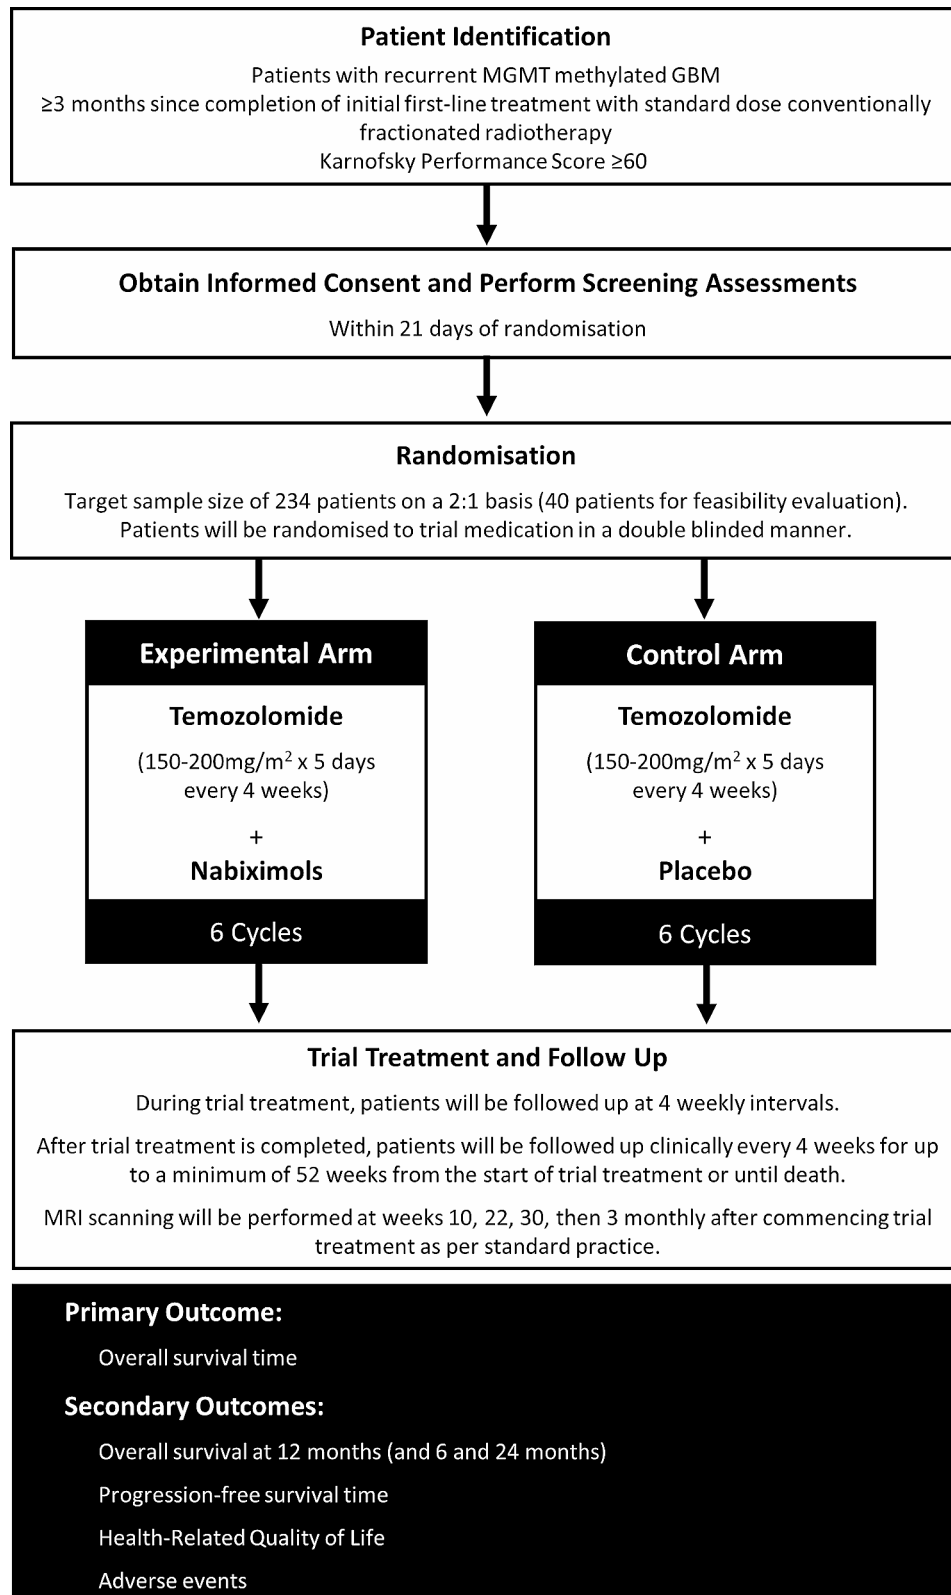 Patient Identification
Patients with recurrent MGMT methylated GBM
≥3 months since completion of initial first-line treatment with standard dose conventionally
fractionated radiotherapy
Karnofsky Performance Score ≥60
Obtain Informed Consent and Perform Screening Assessments
Within 21 days of randomisation
Randomisation
Target sample size of 234 patients on a 2:1 basis (40 patients for feasibility evaluation).
Patients will be randomised to trial medication in a double blinded manner.
Experimental Arm
Temozolomide
(150-200mg/m² x 5 days
every 4 weeks)
+
Nabiximols
6 Cycles
Control Arm
Temozolomide
(150-200mg/m² x 5 days
every 4 weeks)
+
Placebo
6 Cycles
Trial Treatment and Follow Up
During trial treatment, patients will be followed up at 4 weekly intervals.
After trial treatment is completed, patients will be followed up clinically every 4 weeks for up
to a minimum of 52 weeks from the start of trial treatment or until death.
MRI scanning will be performed at weeks 10, 22, 30, then 3 monthly after commencing trial
treatment as per standard practice.
Primary Outcome:
Overall survival time
Secondary Outcomes:
Overall survival at 12 months (and 6 and 24 months)
Progression-free survival time
Health-Related Quality of Life
Adverse events